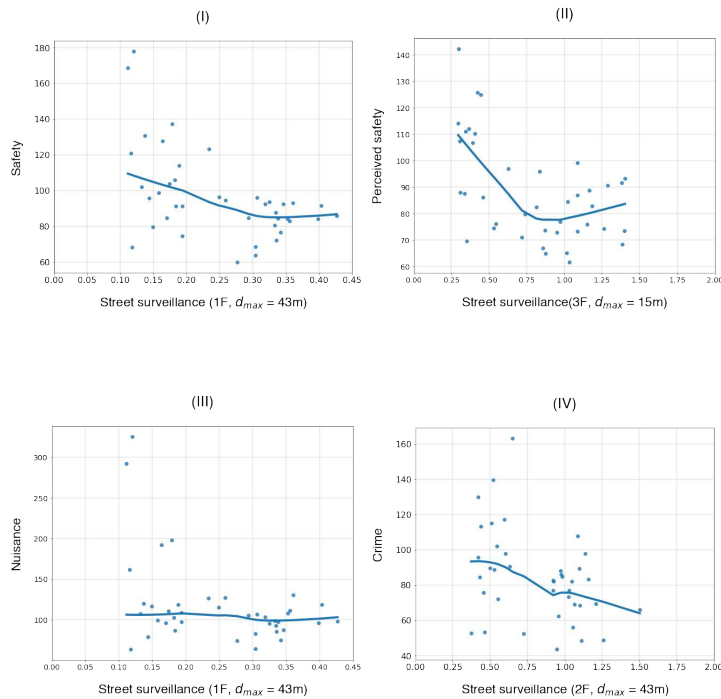 (I)
180
160
140
120
100
80
60
Safety
0.00 0.05 0.10 0.15 0.20 0.25 0.30 0.35 0.40 0.45
Street surveillance (1F, dmax = 43m)
(II)
140
130
120
110
100
90
80
70
60
Perceived safety
0.00 0.25 0.50 0.75 1.00 1.25 1.50 1.75 2.00
Street surveillance(3F, dmax = 15m)
(III)
300
250
200
150
100
Nuisance
0.00 0.05 0.10 0.15 0.20 0.25 0.30 0.35 0.40 0.45
Street surveillance (1F, dmax = 43m)
(IV)
160
140
120
100
80
60
40
Crime
0.00 0.25 0.50 0.75 1.00 1.25 1.50 1.75 2.00
Street surveillance (2F, dmax = 43m)